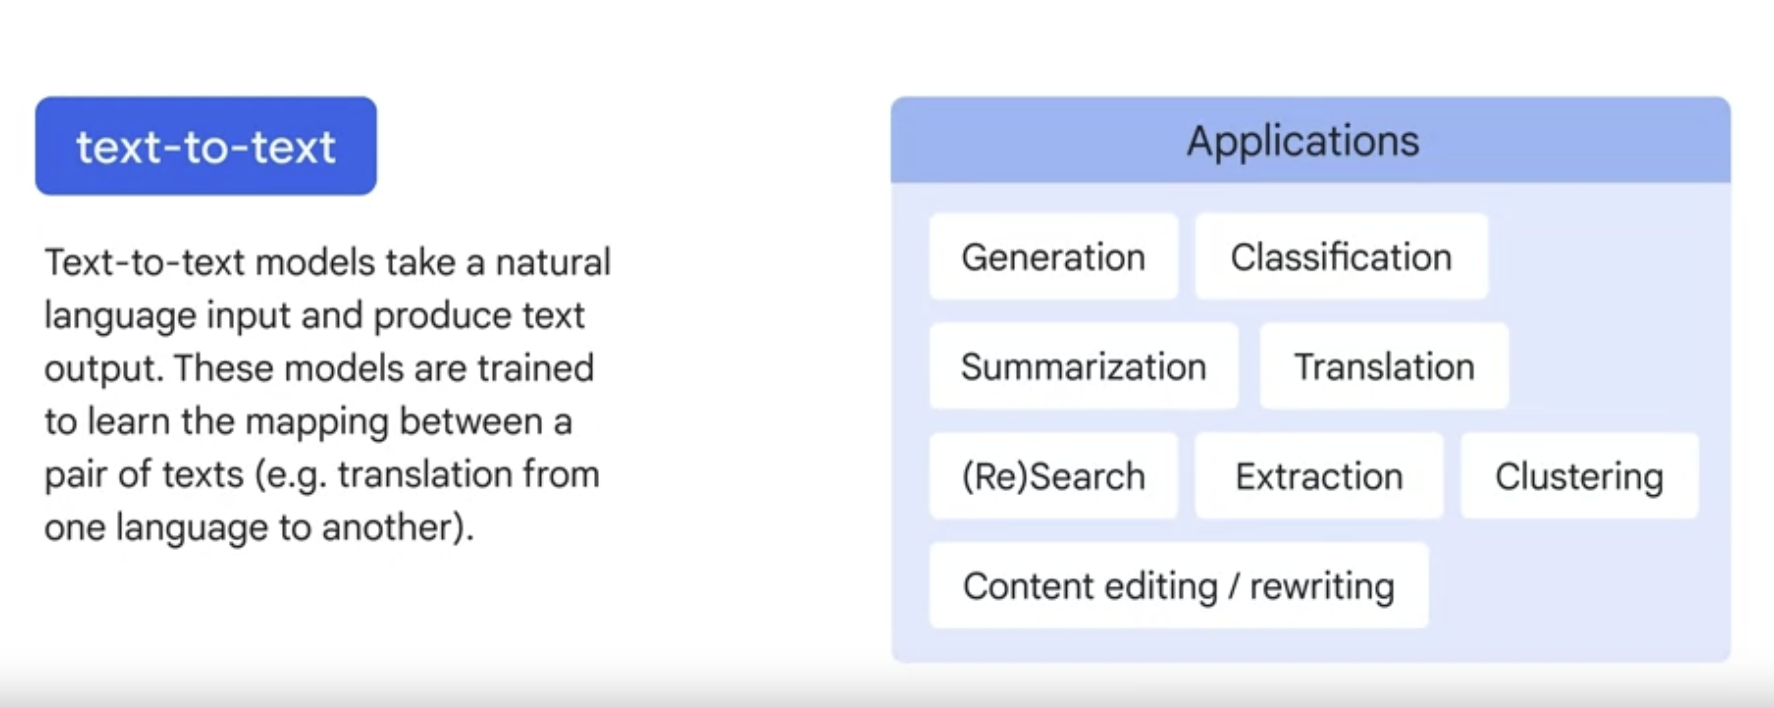 text-to-text
Text-to-text models take a natural
language input and produce text
output. These models are trained
to learn the mapping between a
pair of texts (e.g. translation from
one language to another).
Applications
Generation
Classification
Summarization
Translation
(Re)Search
Extraction
Clustering
Content editing / rewriting